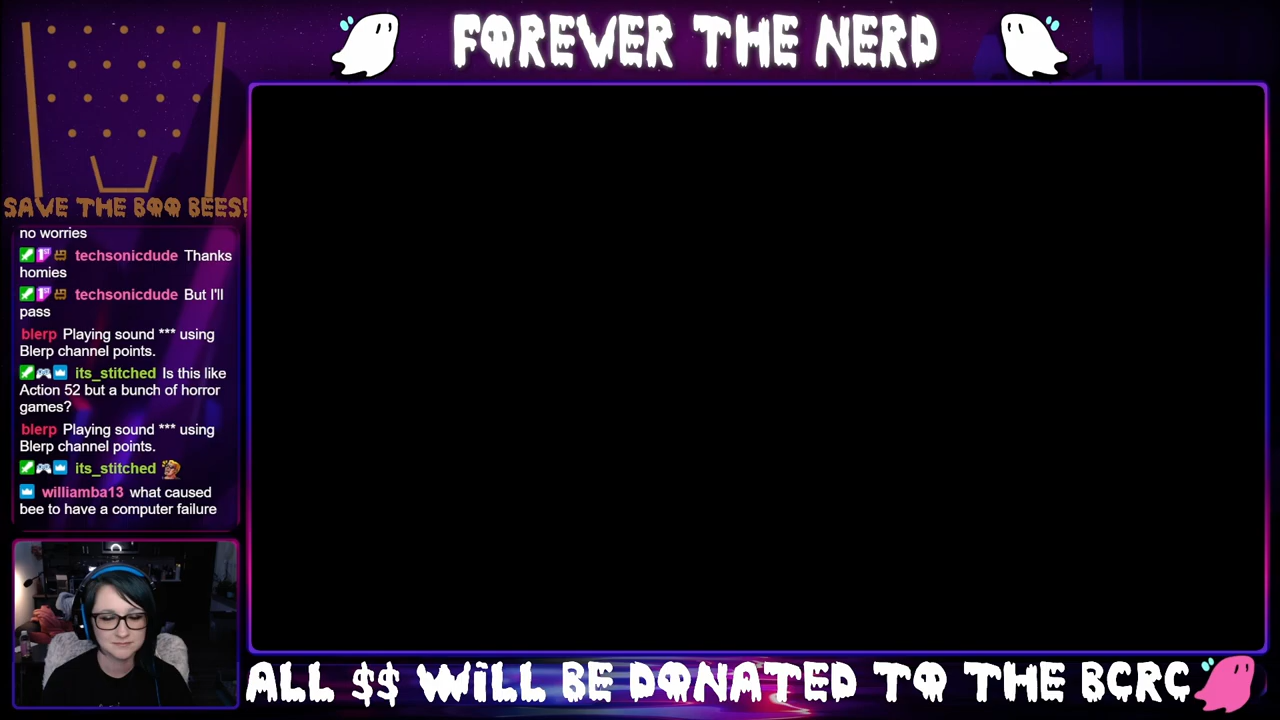 FOREVER THE NERD
SAVE THE BOO BEES!
no worries
techsonicdude Thanks
homies
techsonicdude But I'll
pass
blerp Playing sound *** using
Blerp channel points.
its_stitched Is this like
Action 52 but a bunch of horror
games?
blerp Playing sound *** using
Blerp channel points.
its_stitched
williamba13 what caused
bee to have a computer failure
ALL $$ WILL BE DONATED TO THE BCRC